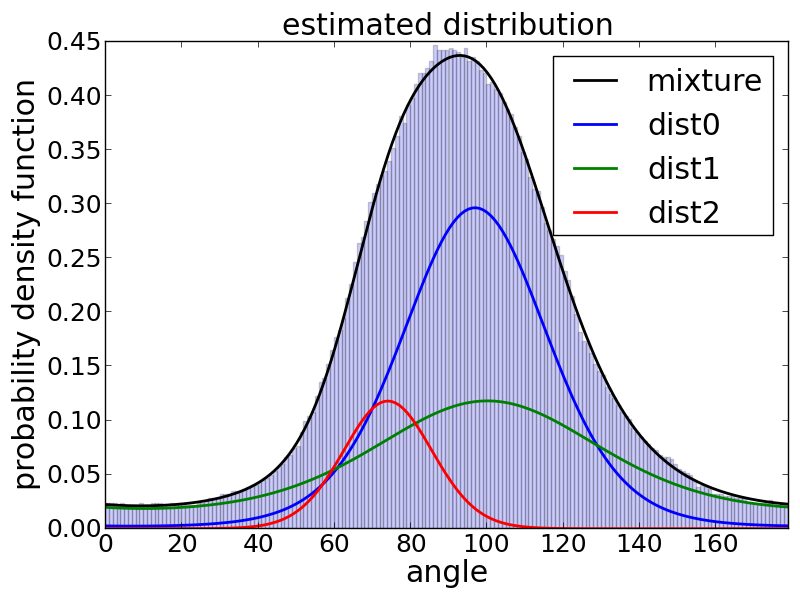 estimated distribution
probability density function
0.45
0.40
0.35
0.30
0.25
0.20
0.15
0.10
0.05
0.00
mixture
dist0
dist1
dist2
0 20 40 60 80 100 120 140 160
angle